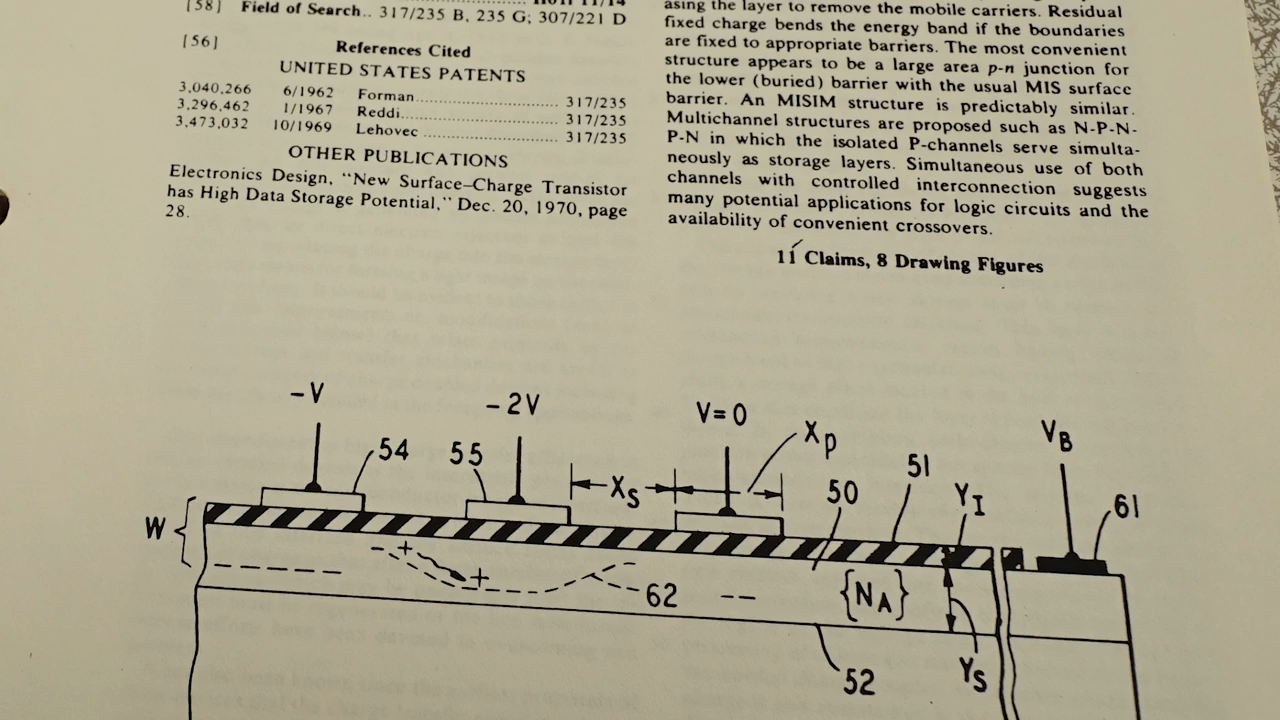 [58] Field of Search.. 317/235 B, 235 G; 307/221 D
[56] References Cited
UNITED STATES PATENTS
3,040,266 6/1962 Forman............................ 317/235
3,296,462 1/1967 Reddi............................... 317/235
3,473,032 10/1969 Lehovec .......................... 317/235
OTHER PUBLICATIONS
Electronics Design, “New Surface–Charge Transistor
has High Data Storage Potential,” Dec. 20, 1970, page
28.
asing the layer to remove the mobile carriers. Residual
fixed charge bends the energy band if the boundaries
are fixed to appropriate barriers. The most convenient
structure appears to be a large area p-n junction for
the lower (buried) barrier with the usual MIS surface
barrier. An MISIM structure is predictably similar.
Multichannel structures are proposed such as N-P-N-
P-N in which the isolated P-channels serve simulta-
neously as storage layers. Simultaneous use of both
channels with controlled interconnection suggests
many potential applications for logic circuits and the
availability of convenient crossovers.
11 Claims, 8 Drawing Figures
-V
-2V
V=0
XP
VB
54
55
XS
50
51
YI
61
W
- +
+
62
{NA}
52
YS